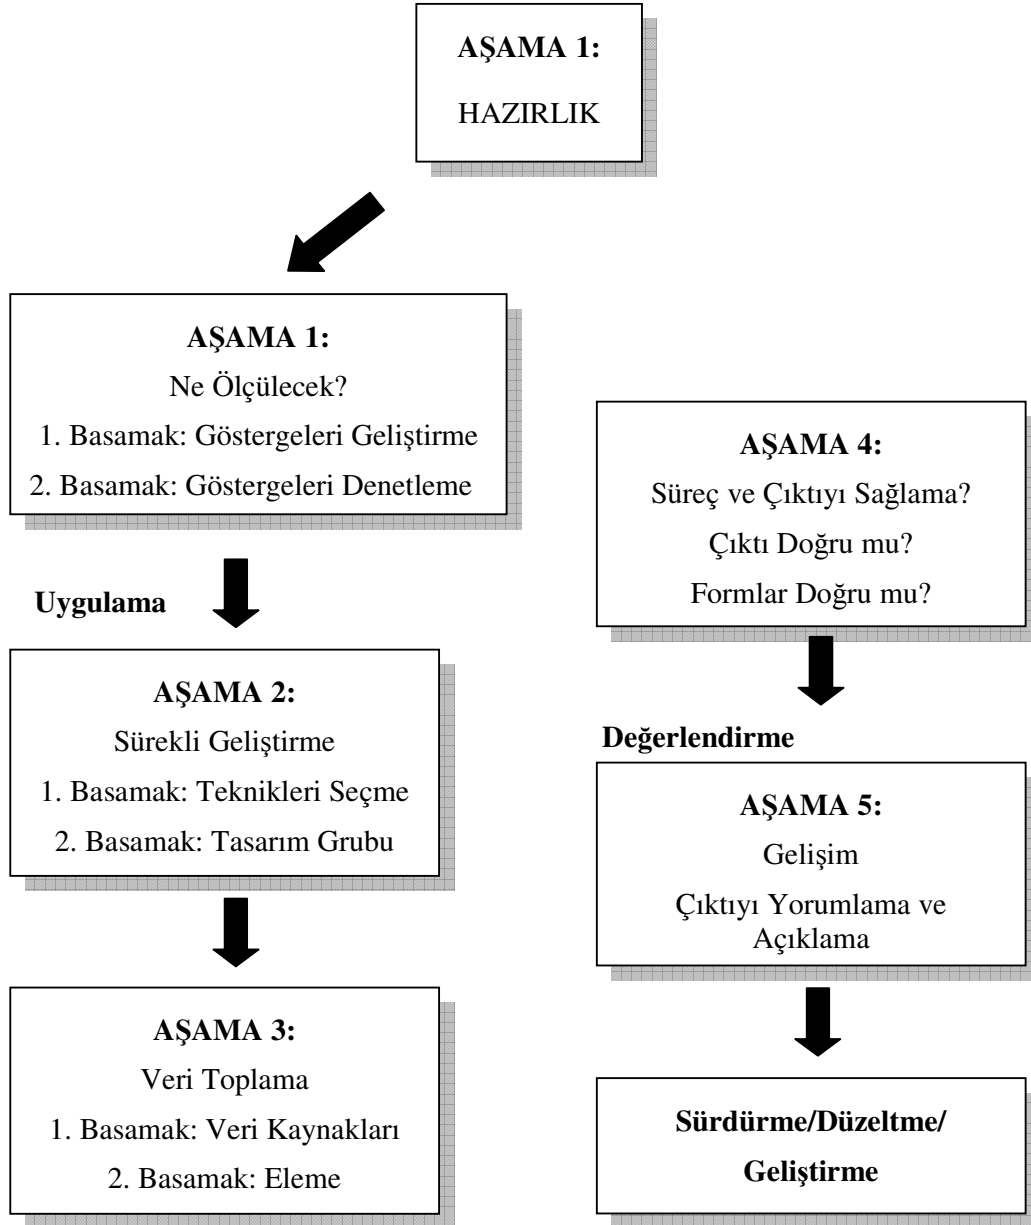 AŞAMA 1:
HAZIRLIK
AŞAMA 1:
Ne Ölçülecek?
1. Basamak: Göstergeleri Geliştirme
2. Basamak: Göstergeleri Denetleme
Uygulama
AŞAMA 2:
Sürekli Geliştirme
1. Basamak: Teknikleri Seçme
2. Basamak: Tasarım Grubu
AŞAMA 3:
Veri Toplama
1. Basamak: Veri Kaynakları
2. Basamak: Eleme
AŞAMA 4:
Süreç ve Çıktıyı Sağlama?
Çıktı Doğru mu?
Formlar Doğru mu?
Değerlendirme
AŞAMA 5:
Gelişim
Çıktıyı Yorumlama ve
Açıklama
Sürdürme/Düzeltme/
Geliştirme